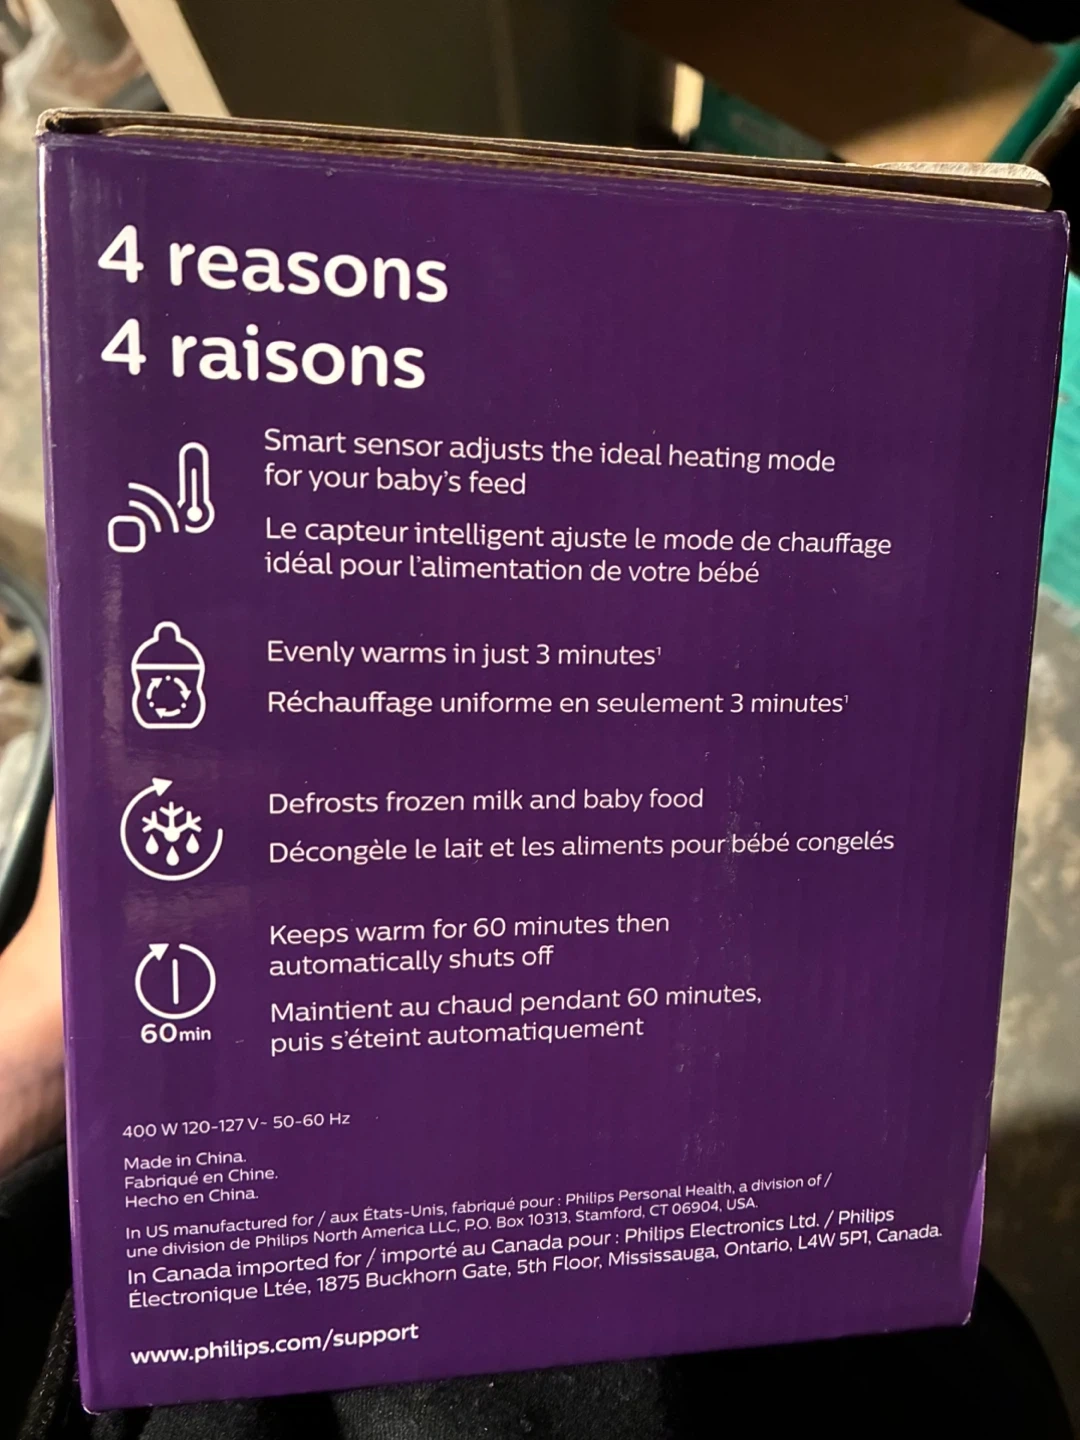 4 reasons
4 raisons
Smart sensor adjusts the ideal heating mode
for your baby's feed
Le capteur intelligent ajuste le mode de chauffage
idéal pour l'alimentation de votre bébé
Evenly warms in just 3 minutes¹
Réchauffage uniforme en seulement 3 minutes¹
Defrosts frozen milk and baby food
Décongèle le lait et les aliments pour bébé congelés
Keeps warm for 60 minutes then
automatically shuts off
Maintient au chaud pendant 60 minutes,
puis s'éteint automatiquement
60min
400 W 120-127 V~ 50-60 Hz
Made in China.
Fabriqué en Chine.
Hecho en China.
In US manufactured for / aux États-Unis, fabriqué pour : Philips Personal Health, a division of /
une division de Philips North America LLC, P.O. Box 10313, Stamford, CT 06904, USA.
In Canada imported for / importé au Canada pour : Philips Electronics Ltd. / Philips
Électronique Ltée, 1875 Buckhorn Gate, 5th Floor, Mississauga, Ontario, L4W 5P1, Canada.
www.philips.com/support